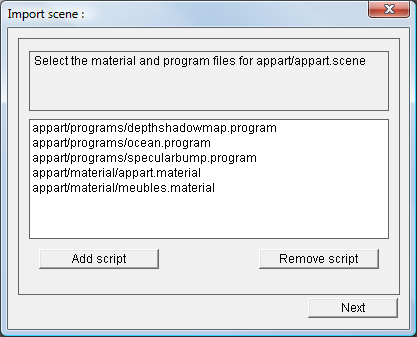 Import scene :
Select the material and program files for appart/appart.scene
appart/programs/depthshadowmap.program
appart/programs/ocean.program
appart/programs/specularbump.program
appart/material/appart.material
appart/material/meubles.material
Add script
Remove script
Next